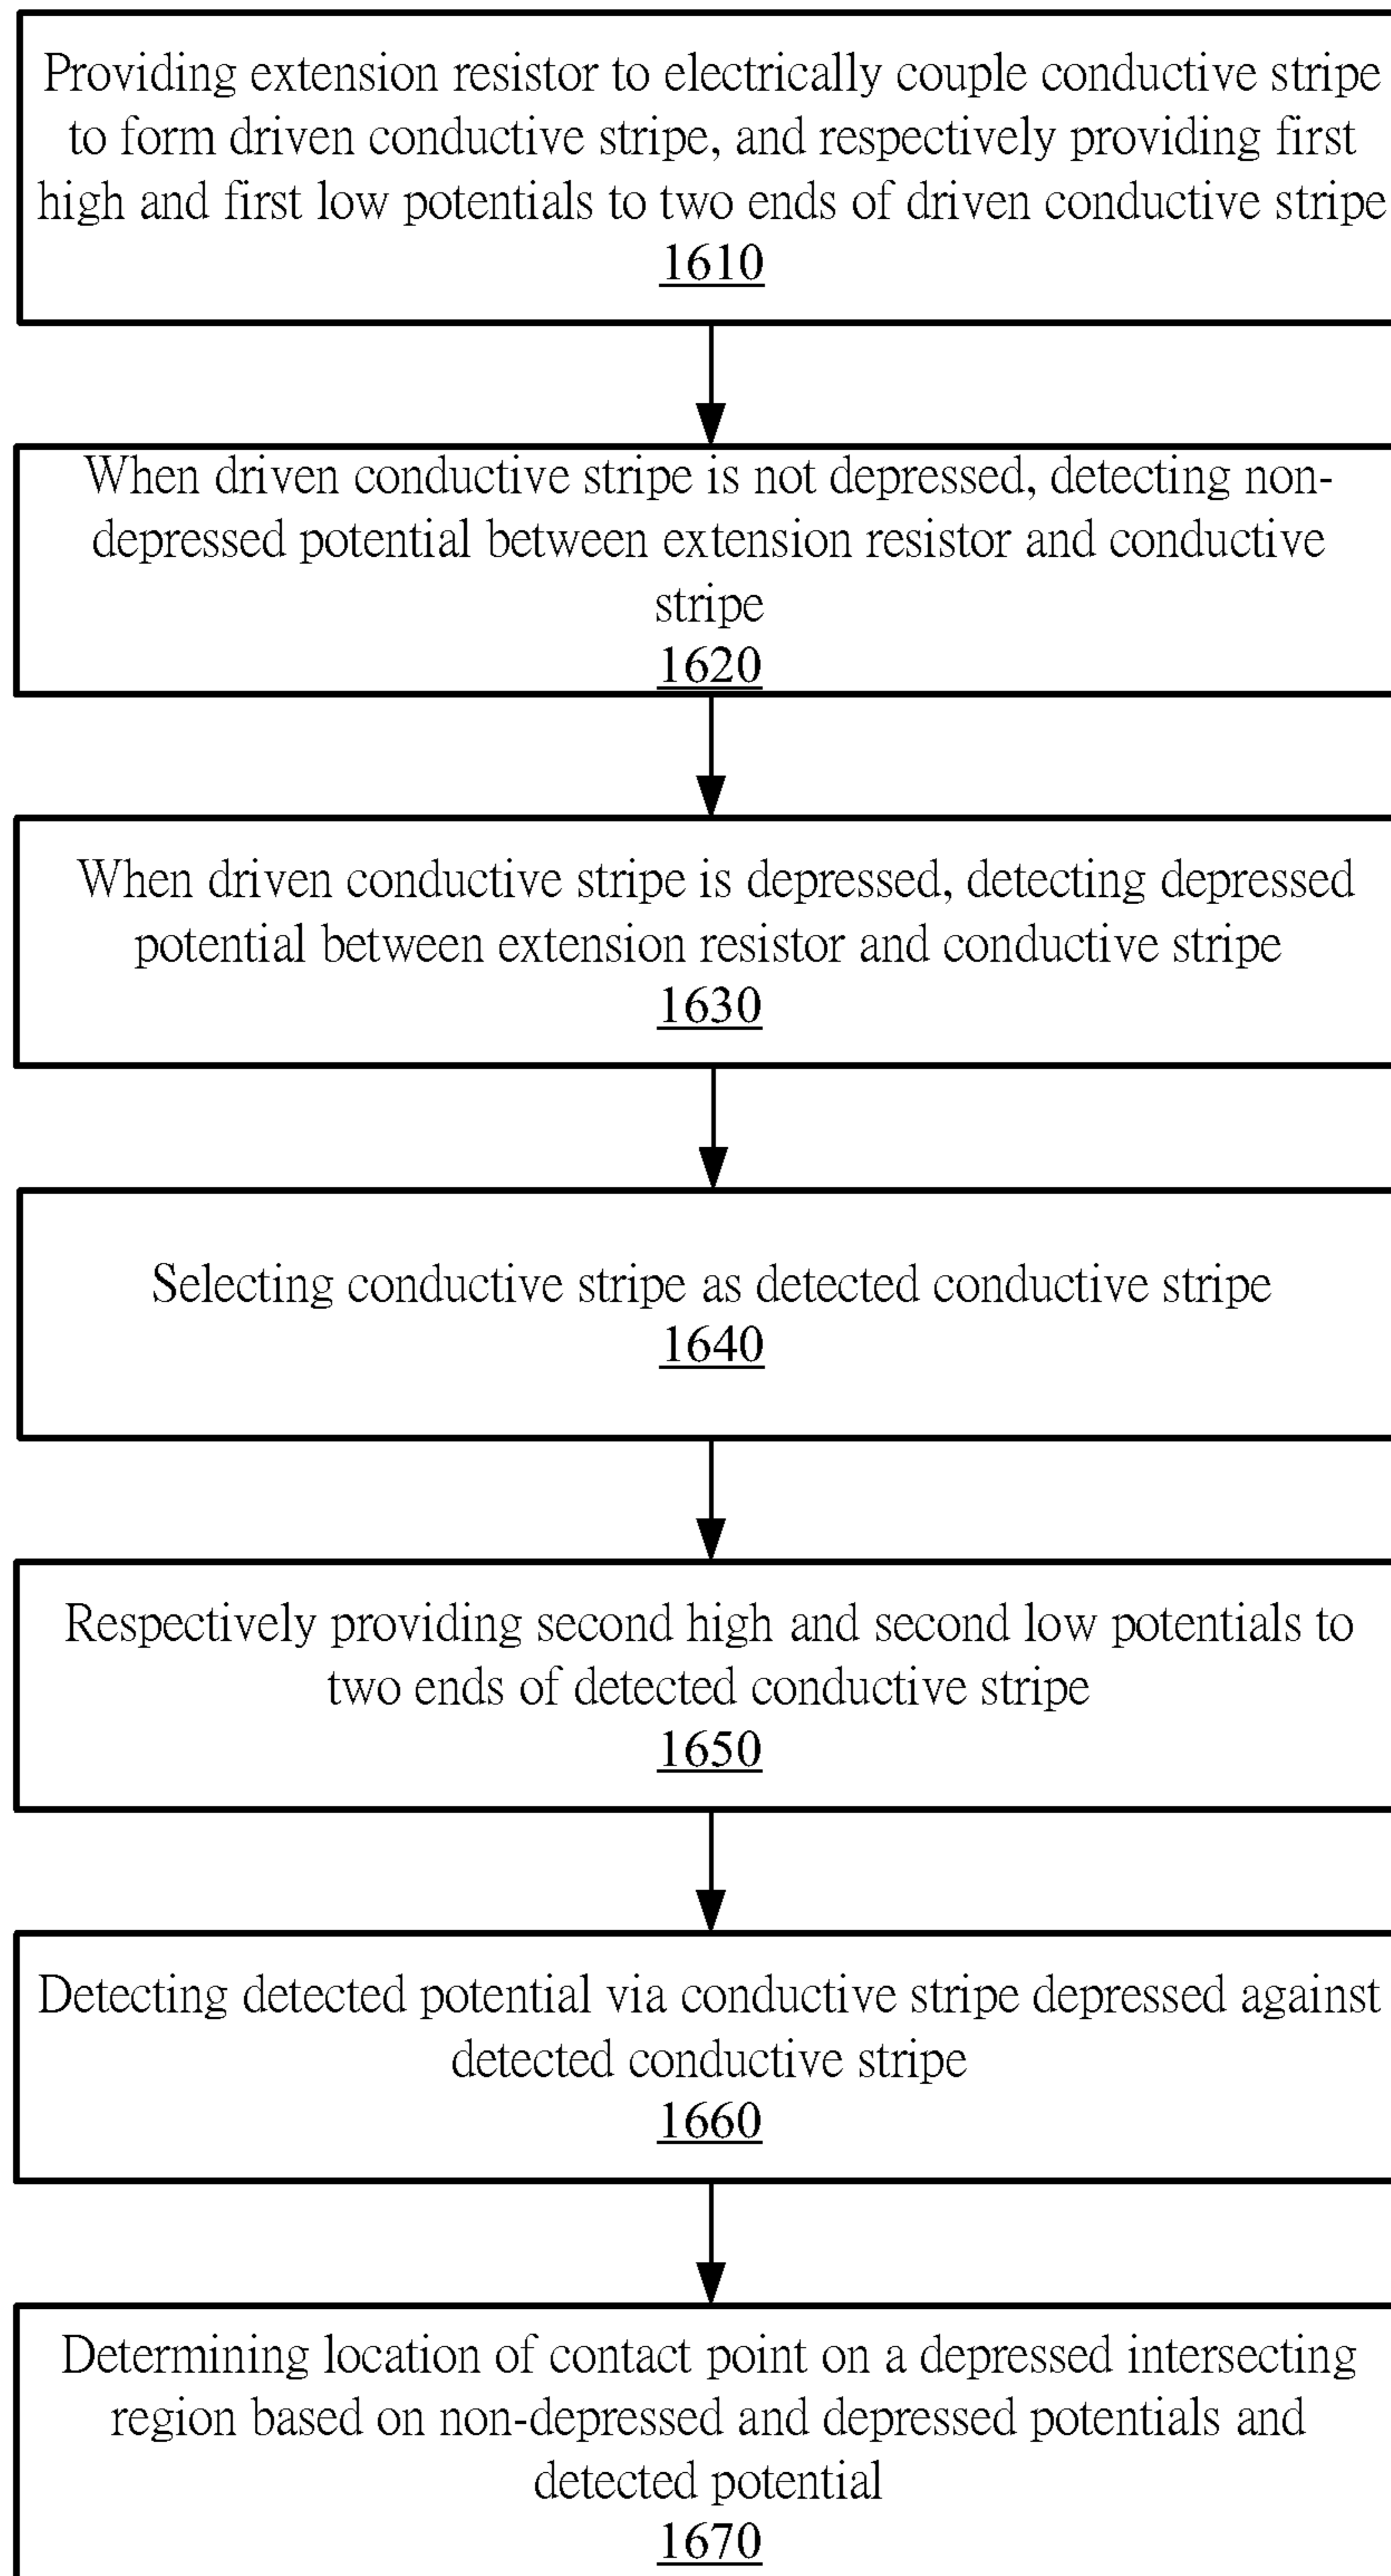 Providing extension resistor to electrically couple conductive stripe
to form driven conductive stripe, and respectively providing first
high and first low potentials to two ends of driven conductive stripe
1610
When driven conductive stripe is not depressed, detecting non-
depressed potential between extension resistor and conductive
stripe
1620
When driven conductive stripe is depressed, detecting depressed
potential between extension resistor and conductive stripe
1630
Selecting conductive stripe as detected conductive stripe
1640
Respectively providing second high and second low potentials to
two ends of detected conductive stripe
1650
Detecting detected potential via conductive stripe depressed against
detected conductive stripe
1660
Determining location of contact point on a depressed intersecting
region based on non-depressed and depressed potentials and
detected potential
1670